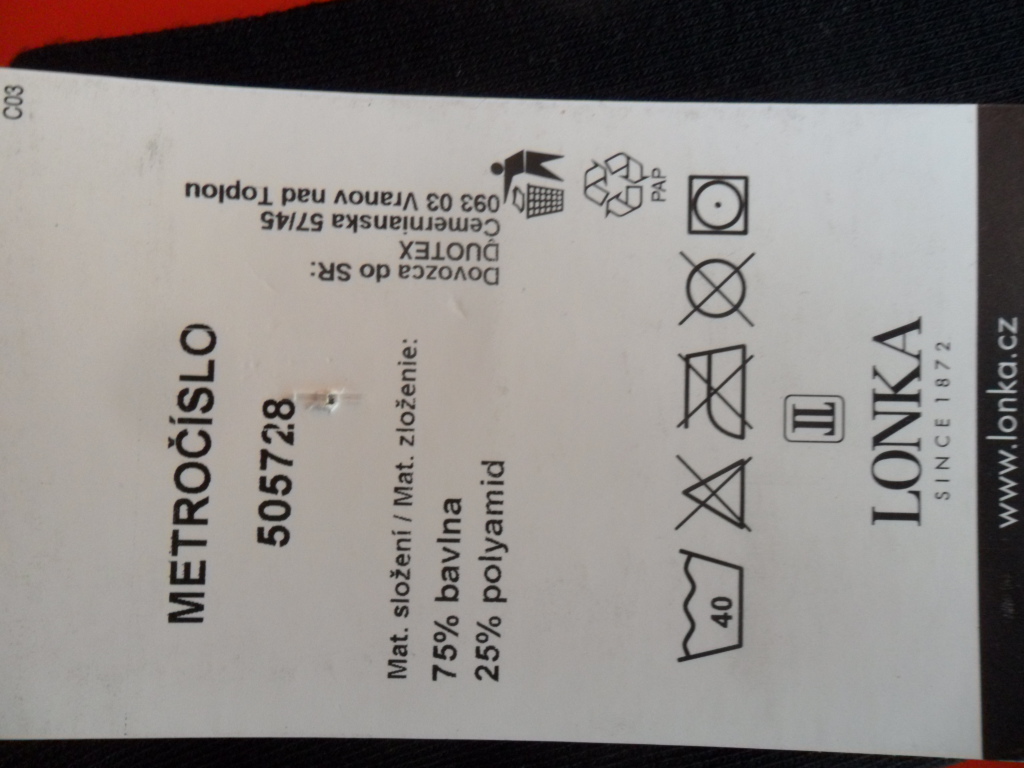 C03
METROČÍSLO
505728
Mat. složení / Mat. zloženie:
75% bavlna
25% polyamid
Dovozca do SR:
DUOTEX
Cemernianska 57/45
093 03 Vranov nad Toplou
PAP
40
LONKA
SINCE 1872
www.lonka.cz